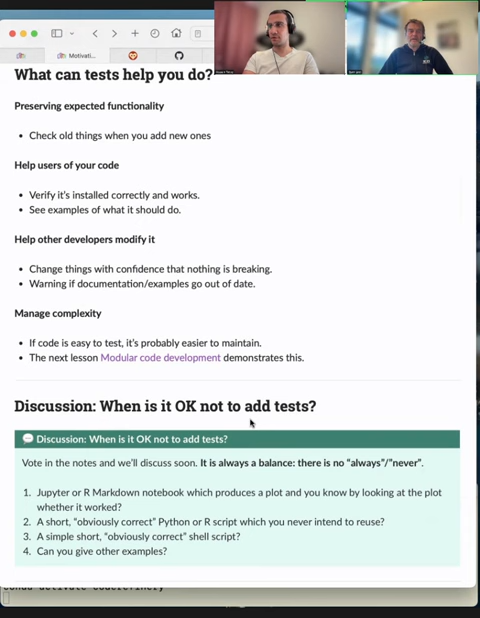 Motivati...
What can tests help you do?
Preserving expected functionality
• Check old things when you add new ones
Help users of your code
• Verify it's installed correctly and works.
• See examples of what it should do.
Help other developers modify it
• Change things with confidence that nothing is breaking.
• Warning if documentation/examples go out of date.
Manage complexity
• If code is easy to test, it's probably easier to maintain.
• The next lesson Modular code development demonstrates this.
Discussion: When is it OK not to add tests?
Discussion: When is it OK not to add tests?
Vote in the notes and we'll discuss soon. It is always a balance: there is no "always"/"never".
1. Jupyter or R Markdown notebook which produces a plot and you know by looking at the plot
whether it worked?
2. A short, "obviously correct" Python or R script which you never intend to reuse?
3. A simple short, "obviously correct" shell script?
4. Can you give other examples?